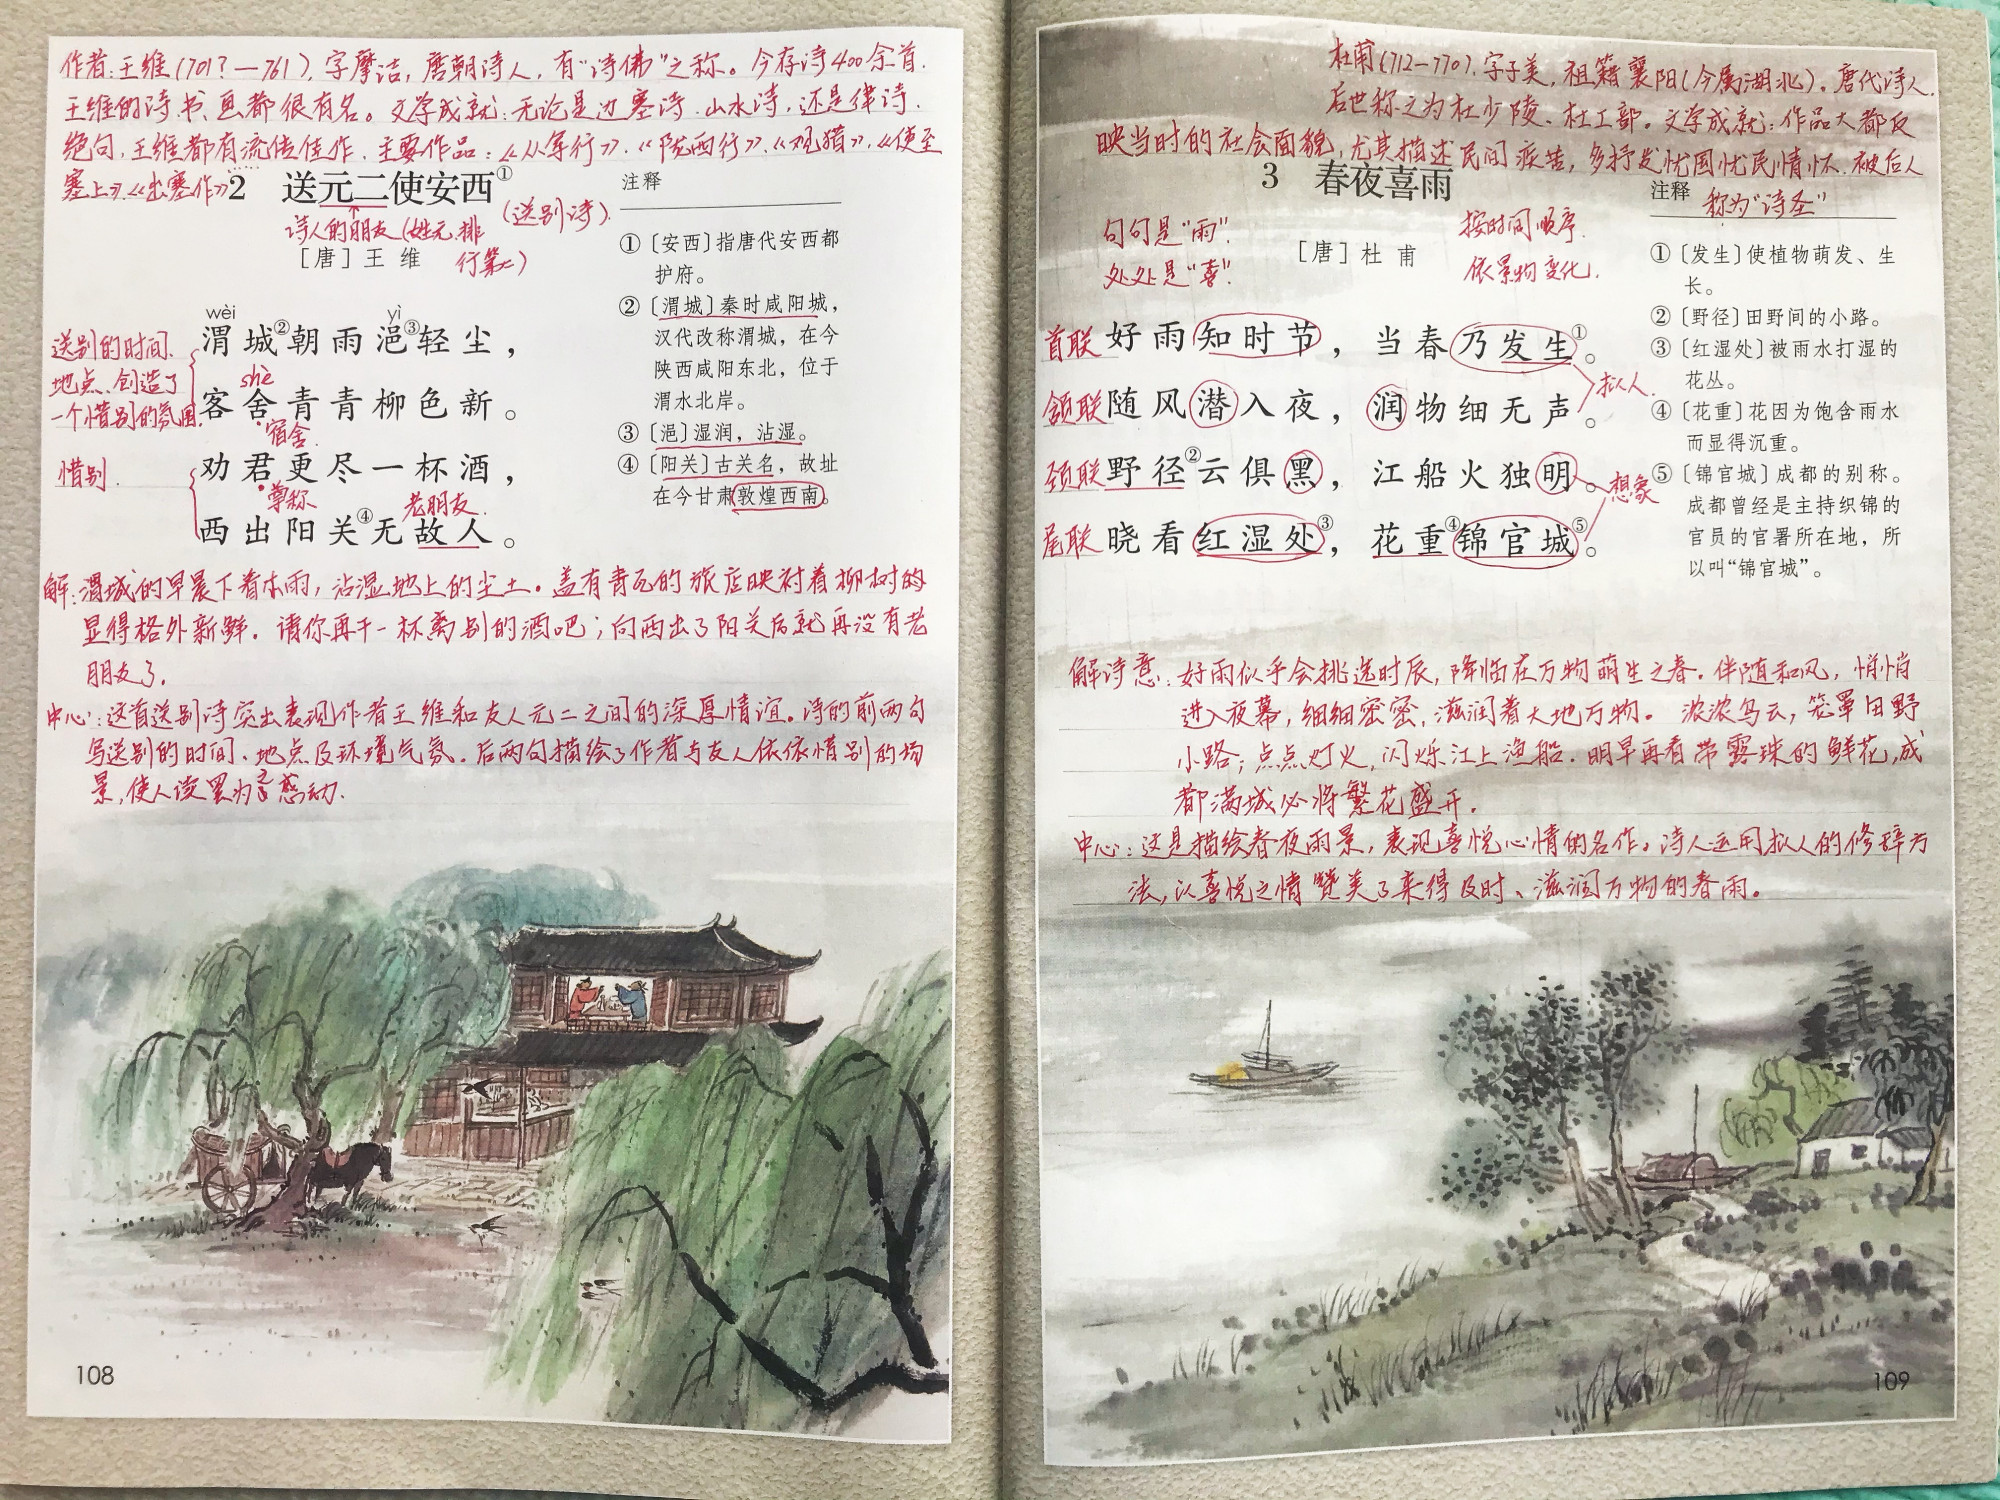 作者:王维(701?—761),字摩诘,唐朝诗人,有"诗佛"之称。今存诗400余首.
王维的诗.书.画都很有名。文学成就:无论是边塞诗.山水诗,还是律诗.
绝句,王维都有流传佳作.主要作品:《从军行》.《陇西行》.《观猎》.《使至
塞上》.《出塞作》
2 送元二使安西①
(送别诗).
诗人的朋友(姓元.排
行第二)
[唐]王 维
wèi yì
渭城②朝雨浥③轻尘,
shè
客舍青青柳色新。
宿舍.
劝君更尽一杯酒,
尊称
老朋友.
西出阳关④无故人。
送别的时间.
地点.创造了
一个惜别的氛围.
惜别.
注释
①〔安西〕指唐代安西都
护府。
②〔渭城〕秦时咸阳城,
汉代改称渭城,在今
陕西咸阳东北,位于
渭水北岸。
③〔浥〕湿润,沾湿。
④〔阳关〕古关名,故址
在今甘肃敦煌西南。
解:渭城的早晨下着小雨,沾湿地上的尘土。盖有青瓦的旅店映衬着柳树的
显得格外新鲜.请你再干一杯离别的酒吧;向西出了阳关后就再没有老
朋友了.
中心:这首送别诗突出表现作者王维和友人元二之间的深厚情谊。诗的前两句
写送别的时间、地点及环境气氛.后两句描绘了作者与友人依依惜别的场
景,使人读罢为之感动.
108
杜甫(712—770),字子美,祖籍襄阳(今属湖北)。唐代诗人.
后世称之为杜少陵、杜工部。文学成就:作品大都反
映当时的社会面貌,尤其描述民间疾苦,多抒发忧国忧民情怀.被后人
称为"诗圣"
3 春夜喜雨
句句是"雨".
处处是"喜".
[唐]杜 甫
按时间顺序.
依景物变化.
首联 好雨知时节,当春乃发生①。
拟人.
颔联 随风潜入夜,润物细无声。
颈联 野径②云俱黑,江船火独明。
想象
尾联 晓看红湿处③,花重④锦官城⑤。
注释
①〔发生〕使植物萌发、生
长。
②〔野径〕田野间的小路。
③〔红湿处〕被雨水打湿的
花丛。
④〔花重〕花因为饱含雨水
而显得沉重。
⑤〔锦官城〕成都的别称。
成都曾经是主持织锦的
官员的官署所在地,所
以叫“锦官城”。
解诗意:好雨似乎会挑选时辰,降临在万物萌生之春。伴随和风,悄悄
进入夜幕,细细密密,滋润着大地万物。浓浓乌云,笼罩田野
小路;点点灯火,闪烁江上渔船.明早再看带露珠的鲜花,成
都满城必将繁花盛开.
中心:这是描绘春夜雨景,表现喜悦心情的名作。诗人运用拟人的修辞方
法,以喜悦之情赞美了来得及时、滋润万物的春雨。
109